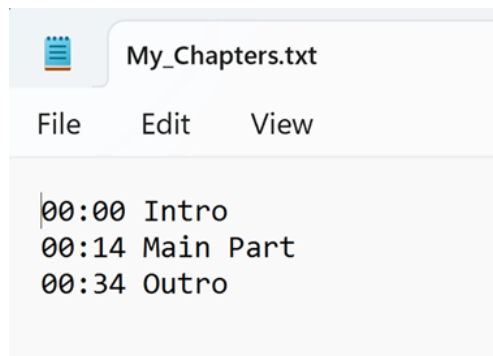 My_Chapters.txt
File Edit View
00:00 Intro
00:14 Main Part
00:34 Outro